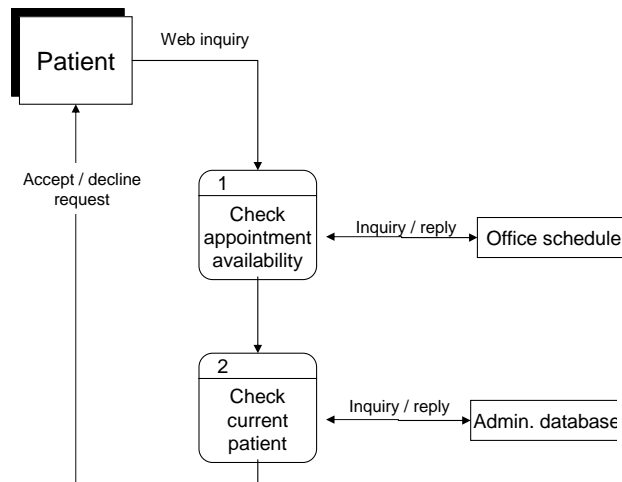 Web inquiry
Patient
Accept / decline
request
1
Check
appointment
availability
Inquiry / reply
Office schedule
2
Check
current
patient
Inquiry / reply
Admin. database